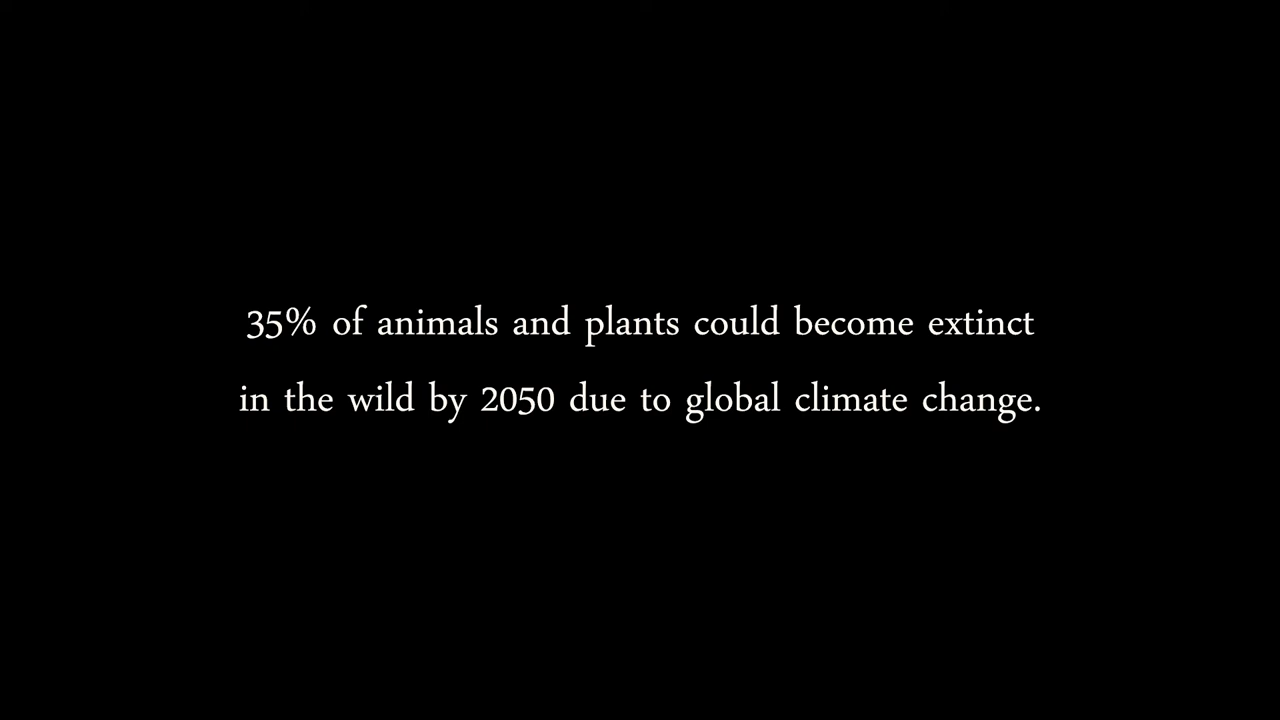 35% of animals and plants could become extinct
in the wild by 2050 due to global climate change.